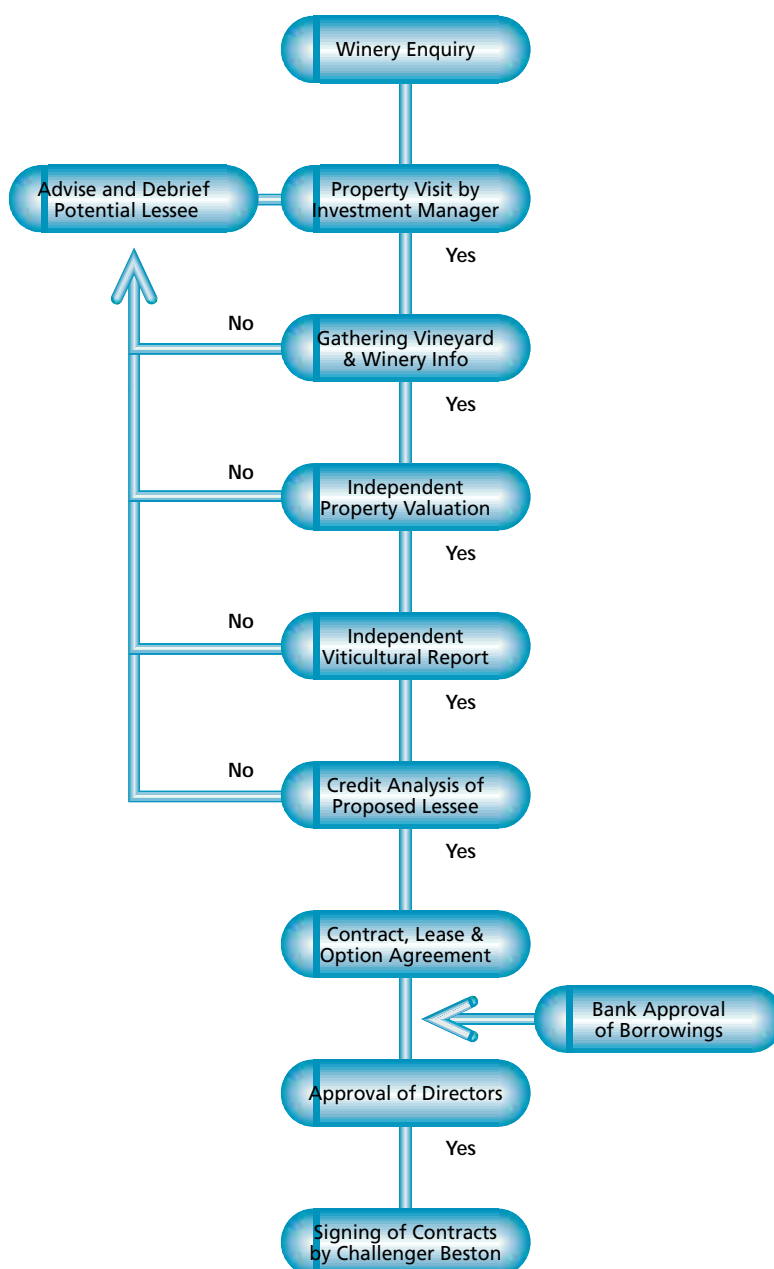 Winery Enquiry
Advise and Debrief
Potential Lessee
Property Visit by
Investment Manager
Yes
No
Gathering Vineyard
& Winery Info
Yes
No
Independent
Property Valuation
Yes
No
Independent
Viticultural Report
Yes
No
Credit Analysis of
Proposed Lessee
Yes
Contract, Lease &
Option Agreement
Bank Approval
of Borrowings
Approval of Directors
Yes
Signing of Contracts
by Challenger Beston